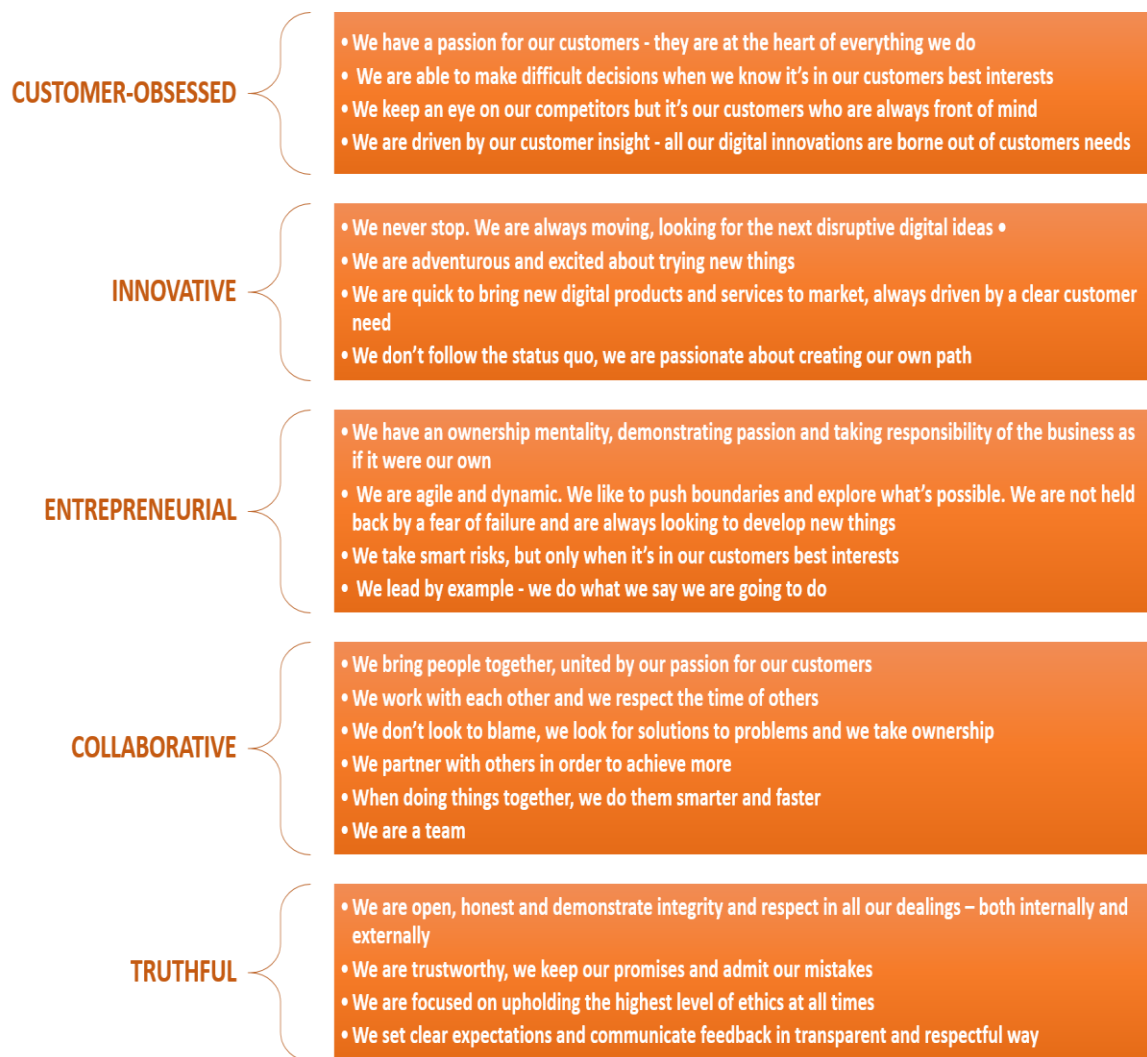 CUSTOMER-OBSESSED
• We have a passion for our customers - they are at the heart of everything we do
• We are able to make difficult decisions when we know it's in our customers best interests
• We keep an eye on our competitors but it's our customers who are always front of mind
• We are driven by our customer insight - all our digital innovations are borne out of customers needs
INNOVATIVE
• We never stop. We are always moving, looking for the next disruptive digital ideas •
• We are adventurous and excited about trying new things
• We are quick to bring new digital products and services to market, always driven by a clear customer
need
• We don't follow the status quo, we are passionate about creating our own path
ENTREPRENEURIAL
• We have an ownership mentality, demonstrating passion and taking responsibility of the business as
if it were our own
• We are agile and dynamic. We like to push boundaries and explore what's possible. We are not held
back by a fear of failure and are always looking to develop new things
• We take smart risks, but only when it's in our customers best interests
• We lead by example - we do what we say we are going to do
COLLABORATIVE
• We bring people together, united by our passion for our customers
• We work with each other and we respect the time of others
• We don't look to blame, we look for solutions to problems and we take ownership
• We partner with others in order to achieve more
• When doing things together, we do them smarter and faster
• We are a team
TRUTHFUL
• We are open, honest and demonstrate integrity and respect in all our dealings – both internally and
externally
• We are trustworthy, we keep our promises and admit our mistakes
• We are focused on upholding the highest level of ethics at all times
• We set clear expectations and communicate feedback in transparent and respectful way